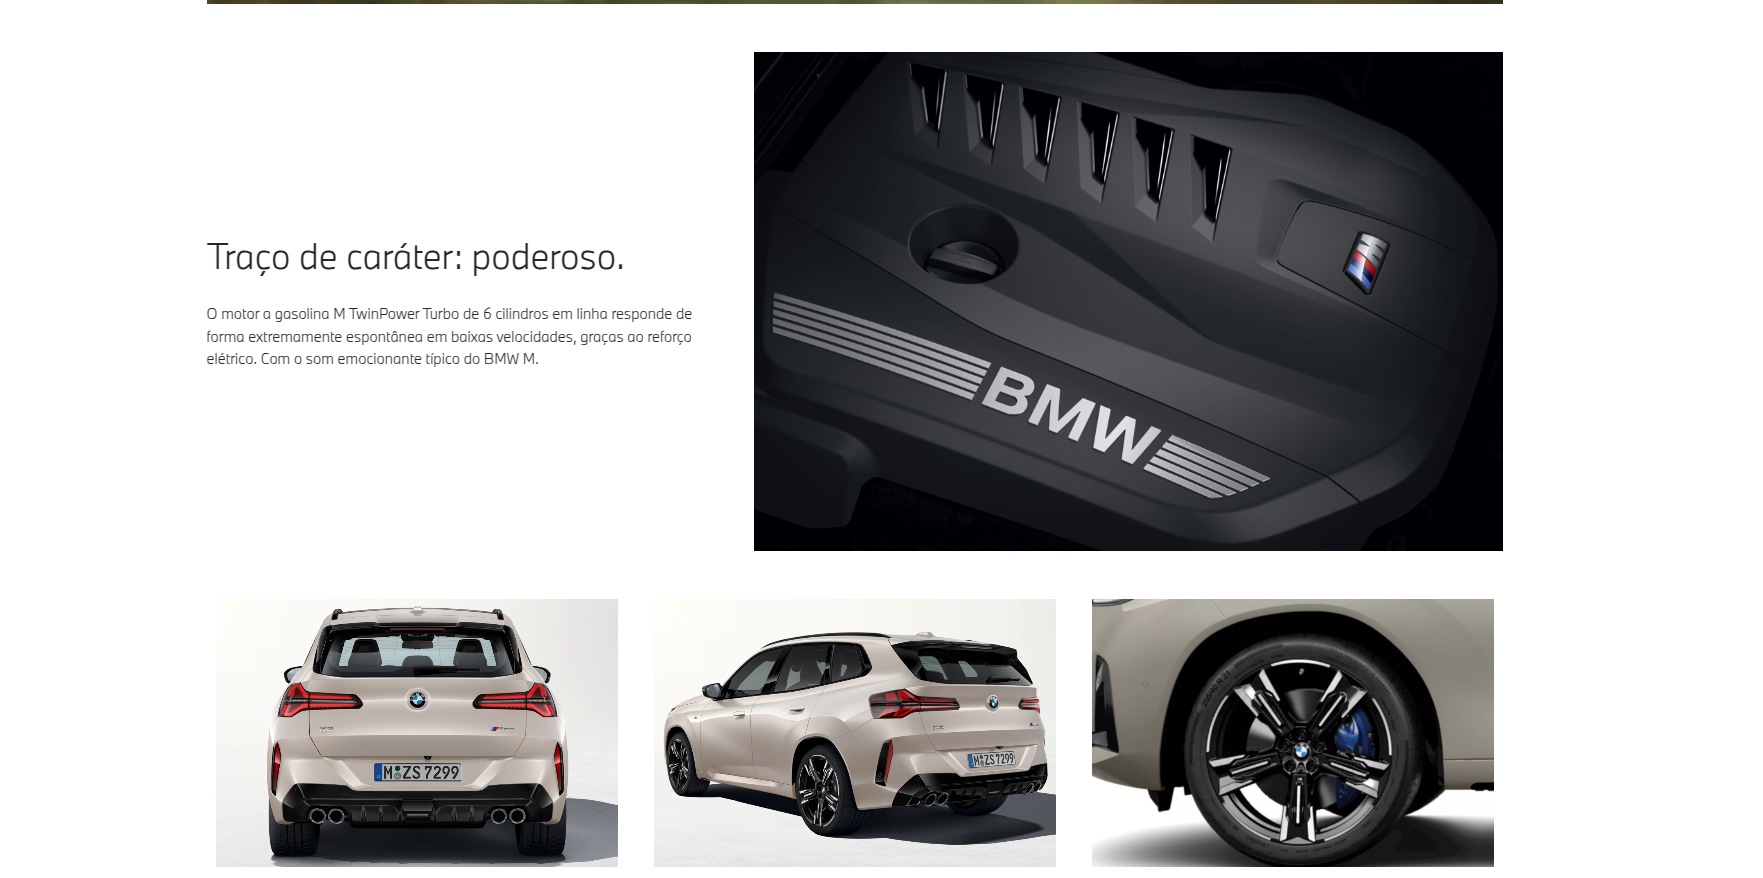 Traço de caráter: poderoso.
O motor a gasolina M TwinPower Turbo de 6 cilindros em linha responde de
forma extremamente espontânea em baixas velocidades, graças ao reforço
elétrico. Com o som emocionante típico do BMW M.
M
BMW
M ZS 7299
M ZS 7299